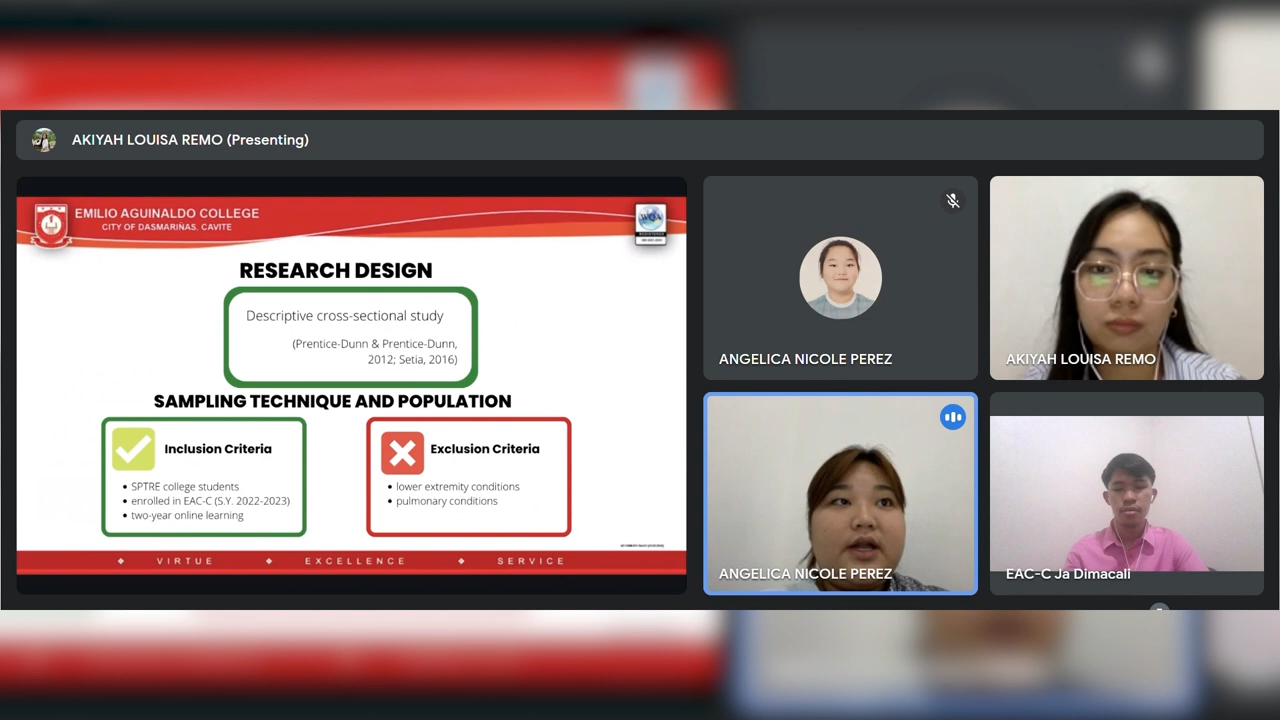 AKIYAH LOUISA REMO (Presenting)
EMILIO AGUINALDO COLLEGE
CITY OF DASMARIÑAS, CAVITE
WQA
RESEARCH DESIGN
Descriptive cross-sectional study
(Prentice-Dunn & Prentice-Dunn,
2012; Setia, 2016)
SAMPLING TECHNIQUE AND POPULATION
Inclusion Criteria
• SPTRE college students
• enrolled in EAC-C (S.Y. 2022-2023)
• two-year online learning
Exclusion Criteria
• lower extremity conditions
• pulmonary conditions
VIRTUE
EXCELLENCE
SERVICE
ANGELICA NICOLE PEREZ
AKIYAH LOUISA REMO
ANGELICA NICOLE PEREZ
EAC-C Ja Dimacali